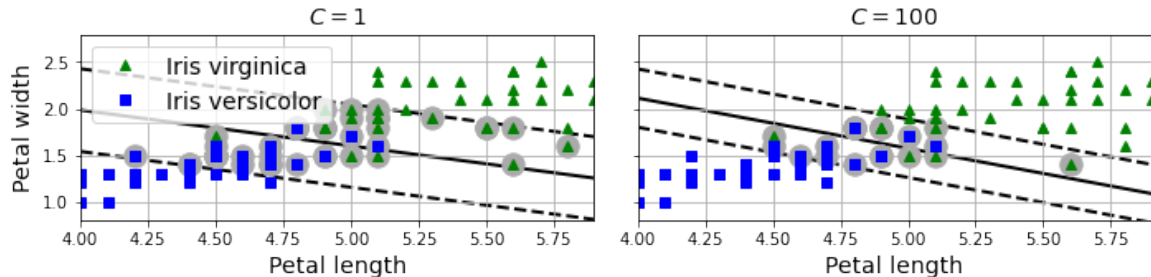 C = 1
C = 100
Petal width
2.5
2.0
1.5
1.0
Iris virginica
Iris versicolor
4.00 4.25 4.50 4.75 5.00 5.25 5.50 5.75
4.00 4.25 4.50 4.75 5.00 5.25 5.50 5.75
Petal length
Petal length